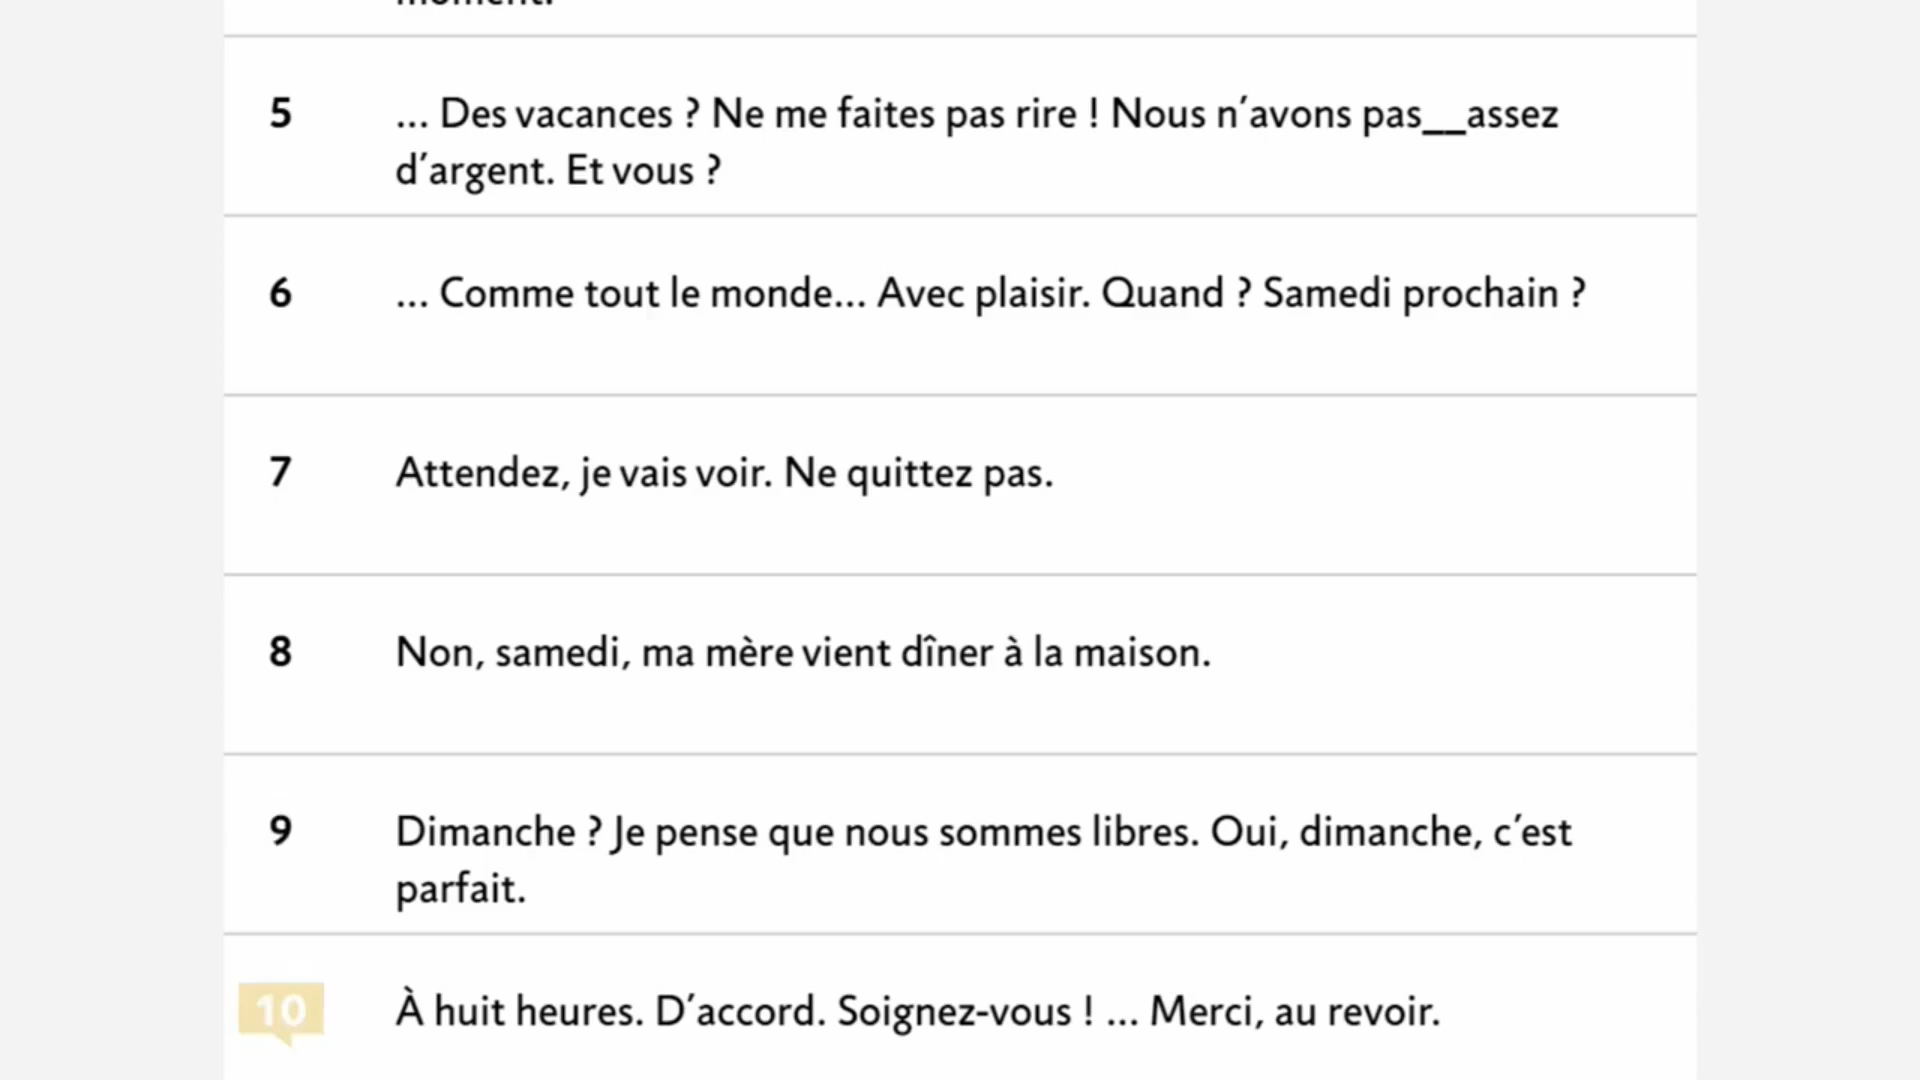 moment.
5 ... Des vacances ? Ne me faites pas rire ! Nous n´avons pas__assez
d´argent. Et vous ?
6 ... Comme tout le monde... Avec plaisir. Quand ? Samedi prochain ?
7 Attendez, je vais voir. Ne quittez pas.
8 Non, samedi, ma mère vient dîner à la maison.
9 Dimanche ? Je pense que nous sommes libres. Oui, dimanche, c´est
parfait.
10 À huit heures. D´accord. Soignez-vous ! ... Merci, au revoir.